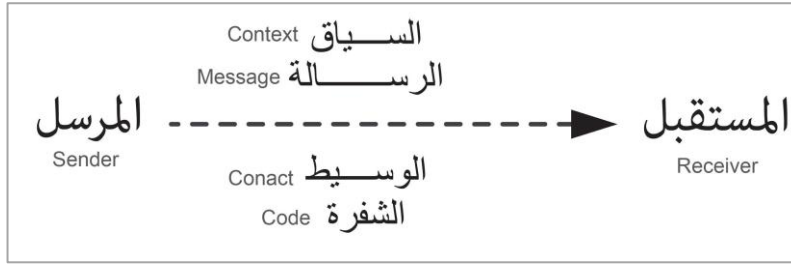 Context السياق
Message الرسالة
المرسل
Sender
المستقبل
Receiver
Conact الوسيط
Code الشفرة